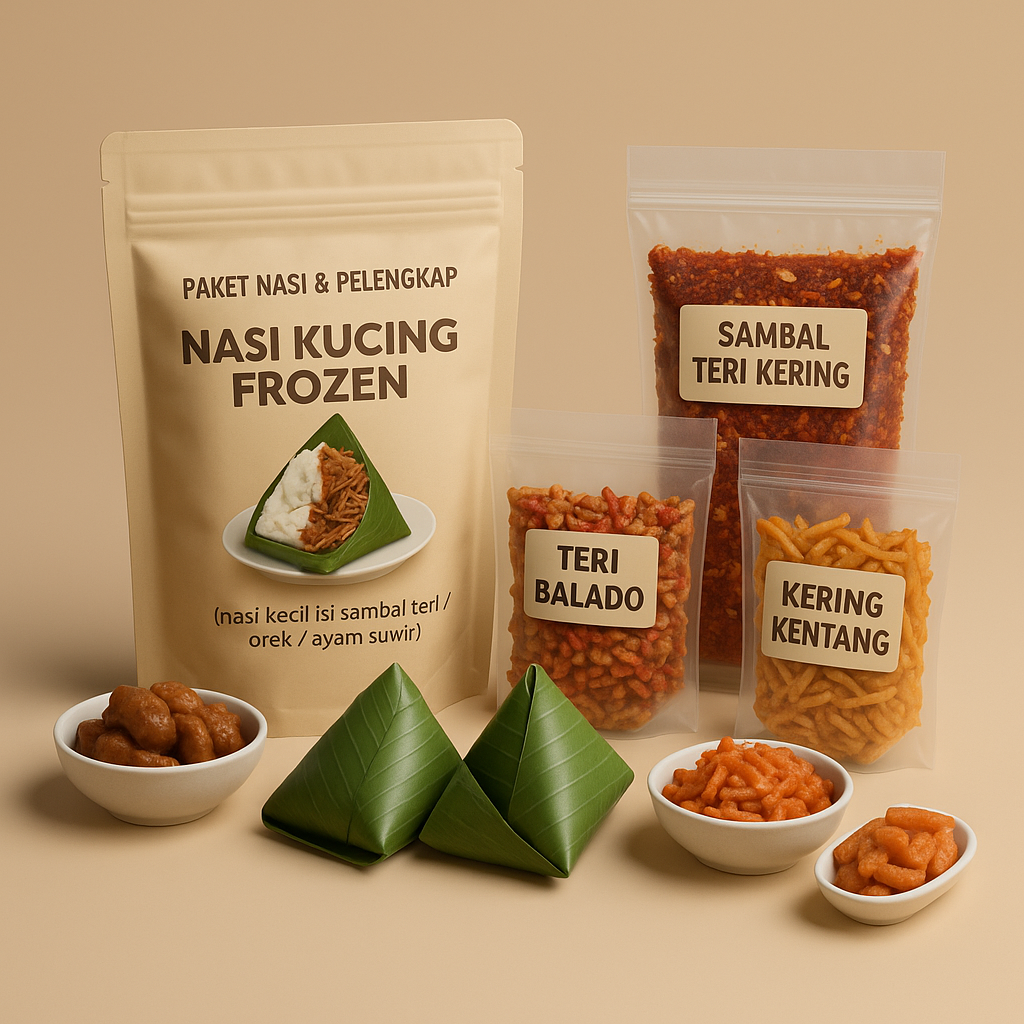 PAKET NASI & PELENGKAP
NASI KUCING
FROZEN
(nasi kecil isi sambal terl /
orek / ayam suwir)
SAMBAL
TERI KERING
TERI
BALADO
KERING
KENTANG